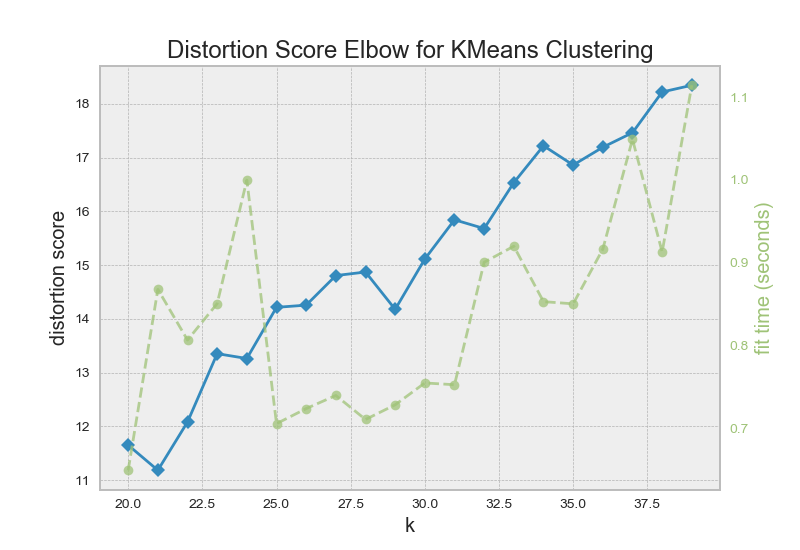 Distortion Score Elbow for KMeans Clustering
distortion score
18
17
16
15
14
13
12
11
20.0 22.5 25.0 27.5 30.0 32.5 35.0 37.5
k
1.1
1.0
0.9
0.8
0.7
fit time (seconds)